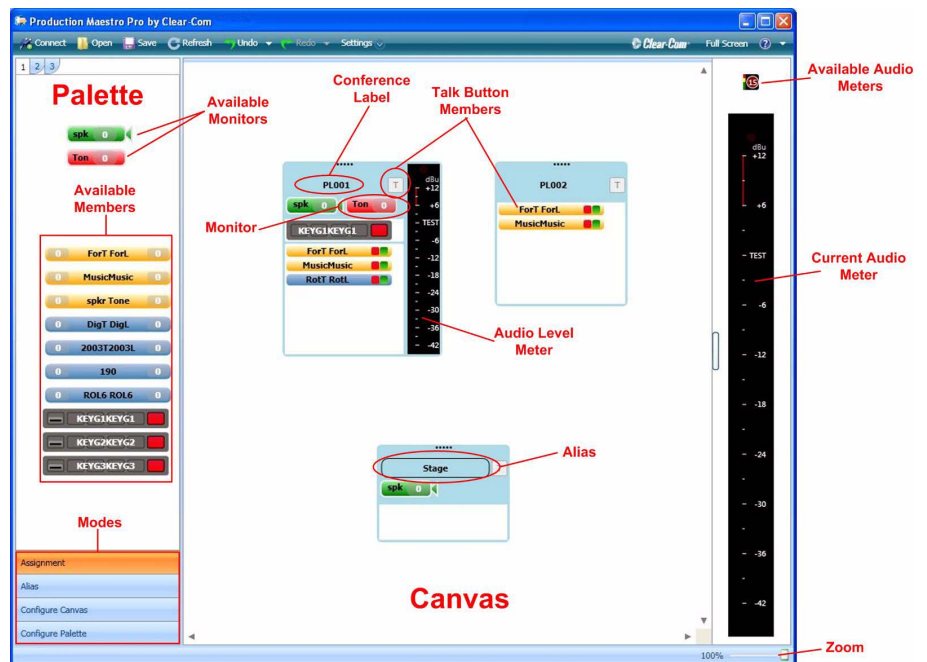 Production Maestro Pro by Clear-Com
Connect Open Save Refresh Undo Redo Settings Clear-Com Full Screen ?
1 2 3
Palette
Available
Monitors
spk 0
Ton 0
Available
Members
0 ForT ForL 0
0 MusicMusic 0
0 spkr Tone 0
0 DigT DigL 0
0 2003T2003L 0
0 190 0
0 ROL6 ROL6 0
KEYG1KEYG1
KEYG2KEYG2
KEYG3KEYG3
Modes
Assignment
Alias
Configure Canvas
Configure Palette
Conference
Label
Talk Button
Members
PL001 T
spk 0 Ton 0
Monitor
KEYG1KEYG1
ForT ForL
MusicMusic
RotT RotL
dBu
+12
+6
TEST
-6
-12
-18
-24
-30
-36
-42
Audio Level
Meter
PL002 T
ForT ForL
MusicMusic
Stage
spk 0
Alias
Canvas
15
Available Audio
Meters
dBu
+12
+6
TEST
-6
-12
-18
-24
-30
-36
-42
Current Audio
Meter
100%
Zoom